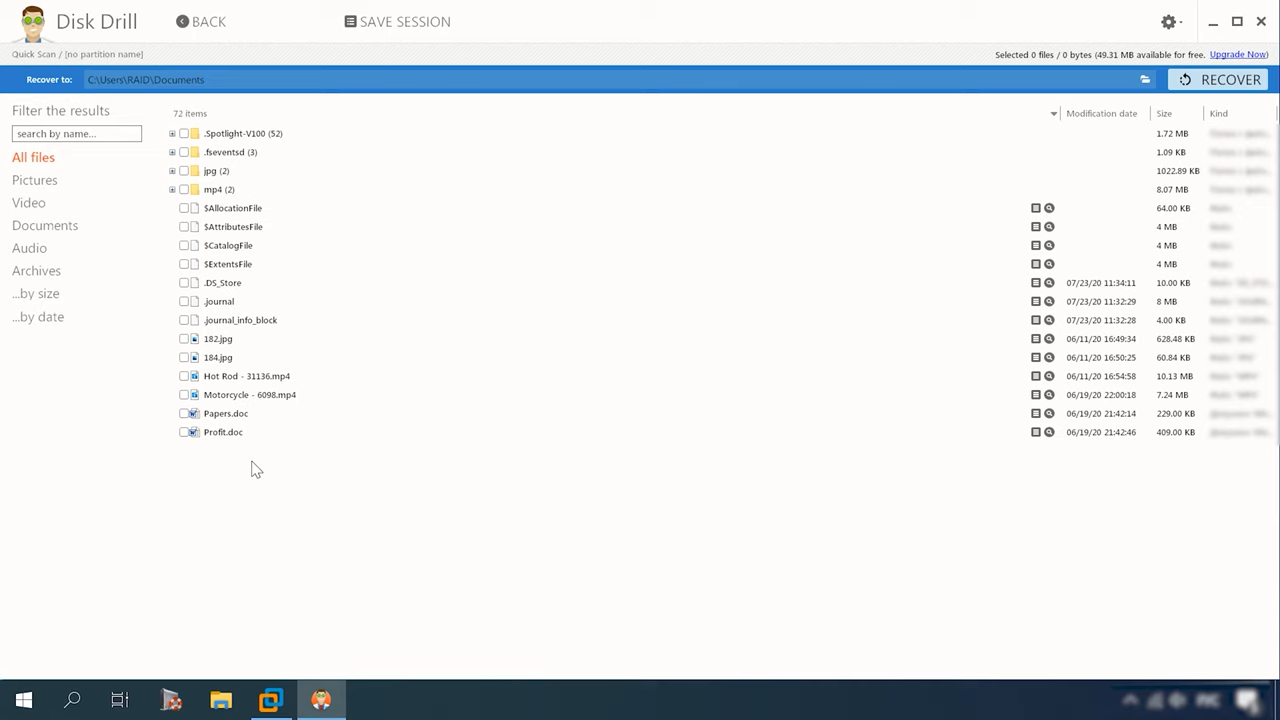 Disk Drill BACK SAVE SESSION
Quick Scan / [no partition name] Selected 0 files / 0 bytes (49.31 MB available for free. Upgrade Now)
Recover to: C:\Users\RAID\Documents RECOVER
Filter the results 72 items Modification date Size Kind
search by name... .Spotlight-V100 (52) 1.72 MB
.fseventsd (3) 1.09 KB
All files
jpg (2) 1022.89 KB
Pictures mp4 (2) 8.07 MB
Video $AllocationFile 64.00 KB
Documents $AttributesFile 4 MB
Audio $CatalogFile 4 MB
Archives $ExtentsFile 4 MB
...by size .DS_Store 07/23/20 11:34:11 10.00 KB
.journal 07/23/20 11:32:29 8 MB
...by date .journal_info_block 07/23/20 11:32:28 4.00 KB
182.jpg 06/11/20 16:49:34 628.48 KB
184.jpg 06/11/20 16:50:25 60.84 KB
Hot Rod - 31136.mp4 06/11/20 16:54:58 10.13 MB
Motorcycle - 6098.mp4 06/19/20 22:00:18 7.24 MB
Papers.doc 06/19/20 21:42:14 229.00 KB
Profit.doc 06/19/20 21:42:46 409.00 KB